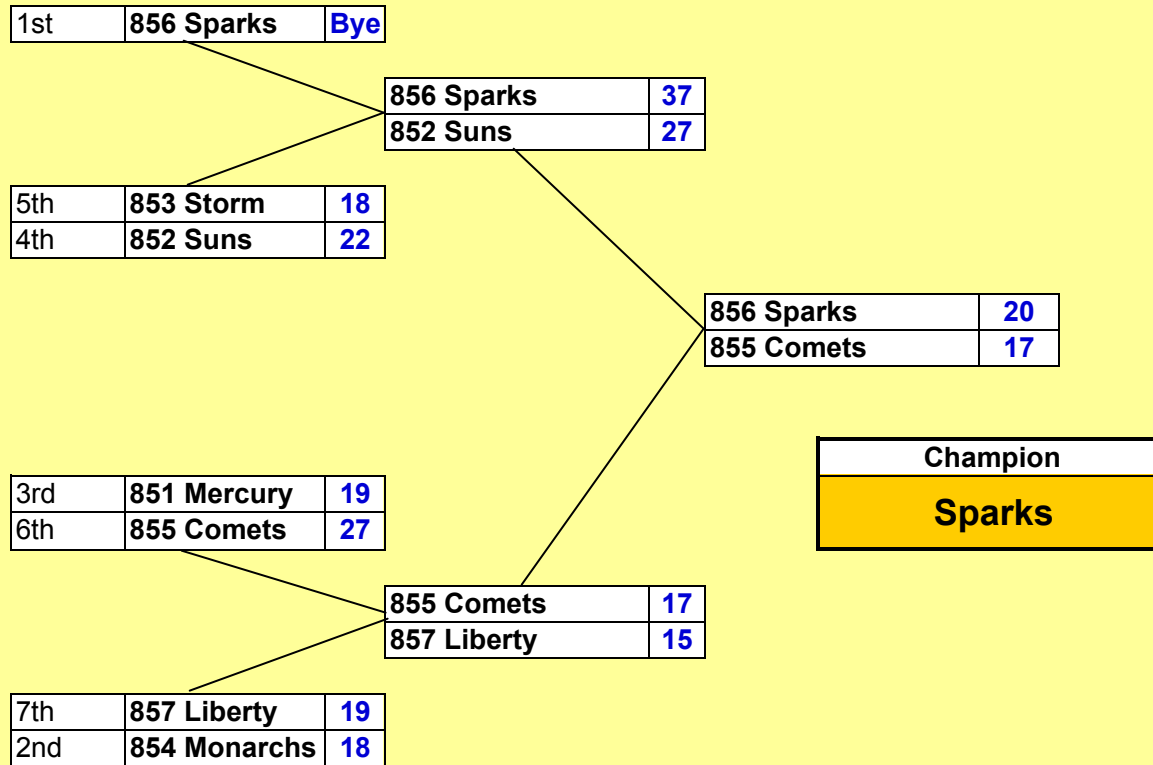 1st 856 Sparks Bye
856 Sparks 37
852 Suns 27
5th 853 Storm 18
4th 852 Suns 22
856 Sparks 20
855 Comets 17
Champion
Sparks
3rd 851 Mercury 19
6th 855 Comets 27
855 Comets 17
857 Liberty 15
7th 857 Liberty 19
2nd 854 Monarchs 18